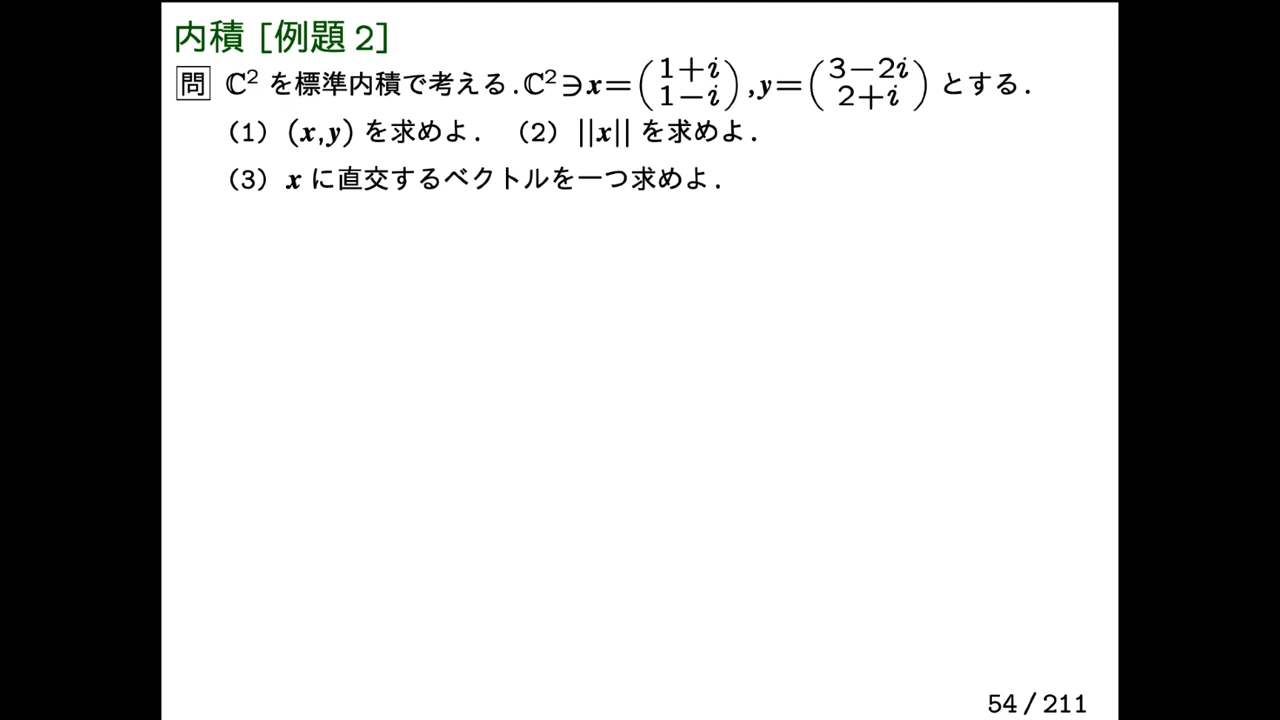 内積 [例題 2]
問 ℂ² を標準内積で考える. ℂ²∋x=(1+i 1−i), y=(3−2i 2+i) とする.
(1) (x,y) を求めよ. (2) ||x|| を求めよ.
(3) x に直交するベクトルを一つ求めよ.
54 / 211